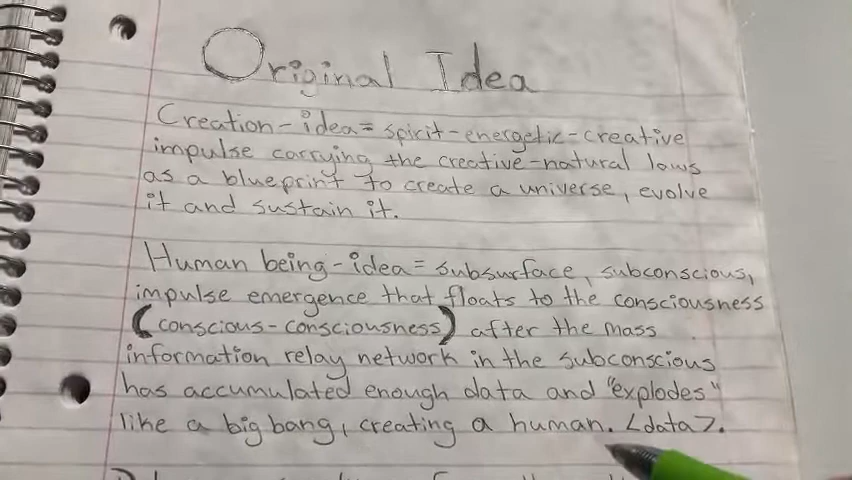 Original Idea
Creation-idea= spirit-energetic-creative
impulse carrying the creative-natural laws
as a blueprint to create a universe, evolve
it and sustain it.
Human being-idea= subsurface, subconscious,
impulse emergence that floats to the consciousness
(conscious-consciousness) after the mass
information relay network in the subconscious
has accumulated enough data and "explodes"
like a big bang, creating a human. <data>.